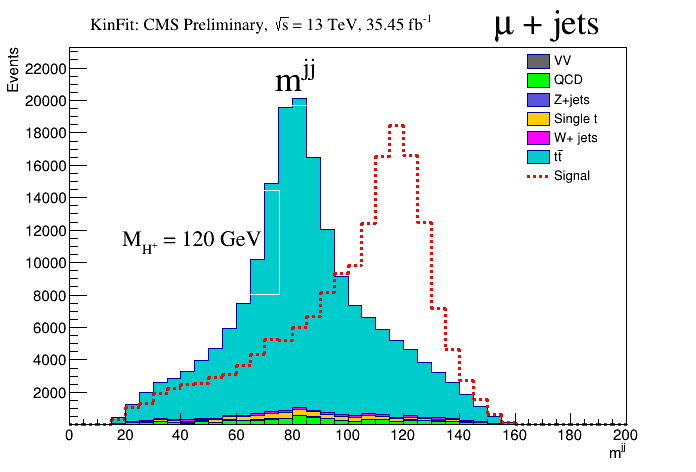 KinFit: CMS Preliminary, √s = 13 TeV, 35.45 fb⁻¹
μ + jets
Events
22000
20000
18000
16000
14000
12000
10000
8000
6000
4000
2000
m^jj
M_H⁺ = 120 GeV
VV
QCD
Z+jets
Single t
W+ jets
tt̄
Signal
0 20 40 60 80 100 120 140 160 180 200
m^jj